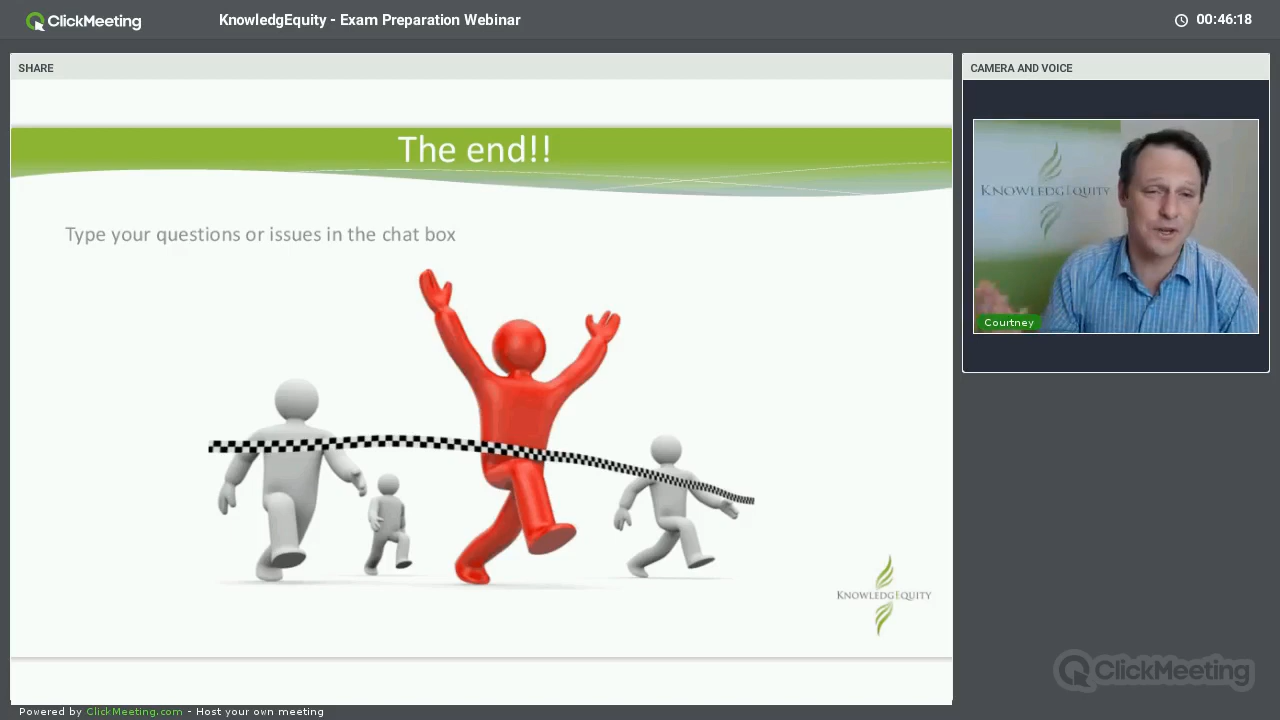 ClickMeeting
KnowledgEquity - Exam Preparation Webinar
00:46:18
SHARE
CAMERA AND VOICE
The end!!
Type your questions or issues in the chat box
KNOWLEDGEQUITY
Courtney
KNOWLEDGEQUITY
ClickMeeting
Powered by ClickMeeting.com - Host your own meeting